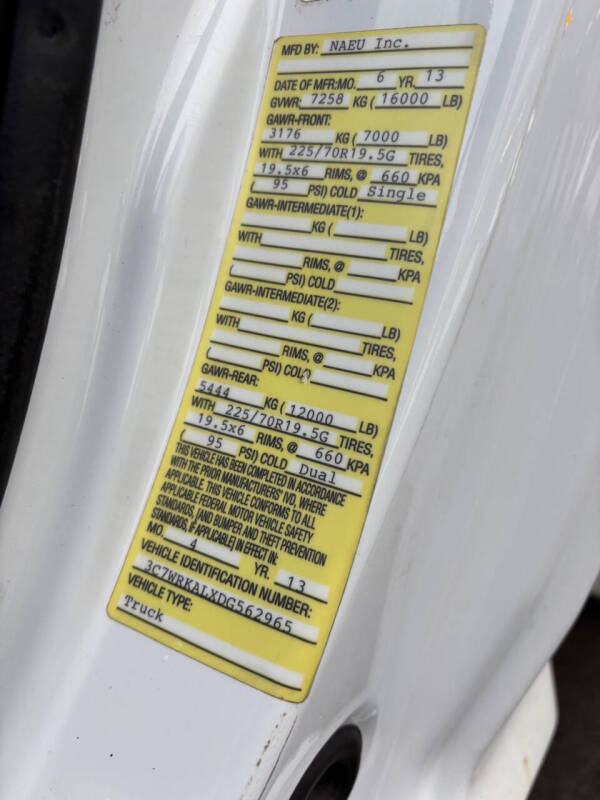 MFD BY: NAEU Inc.
DATE OF MFR:MO. 6 YR. 13
GVWR: 7258 KG (16000 LB)
GAWR-FRONT:
3176 KG (7000 LB)
WITH 225/70R19.5G TIRES,
19.5x6 RIMS, @ 660 KPA
( 95 PSI) COLD Single
GAWR-INTERMEDIATE(1):
KG ( LB)
WITH TIRES,
RIMS, @ KPA
( PSI) COLD
GAWR-INTERMEDIATE(2):
KG ( LB)
WITH TIRES,
RIMS, @ KPA
( PSI) COLD
GAWR-REAR:
5444 KG (12000 LB)
WITH 225/70R19.5G TIRES,
19.5x6 RIMS, @ 660 KPA
( 95 PSI) COLD Dual
THIS VEHICLE HAS BEEN COMPLETED IN ACCORDANCE
WITH THE PRIOR MANUFACTURERS' IVD, WHERE
APPLICABLE. THIS VEHICLE CONFORMS TO ALL
APPLICABLE FEDERAL MOTOR VEHICLE SAFETY
STANDARDS, (AND BUMPER AND THEFT PREVENTION
STANDARDS, IF APPLICABLE) IN EFFECT IN:
MO. 4 YR. 13
VEHICLE IDENTIFICATION NUMBER:
3C7WRKALXDG562965
VEHICLE TYPE:
Truck